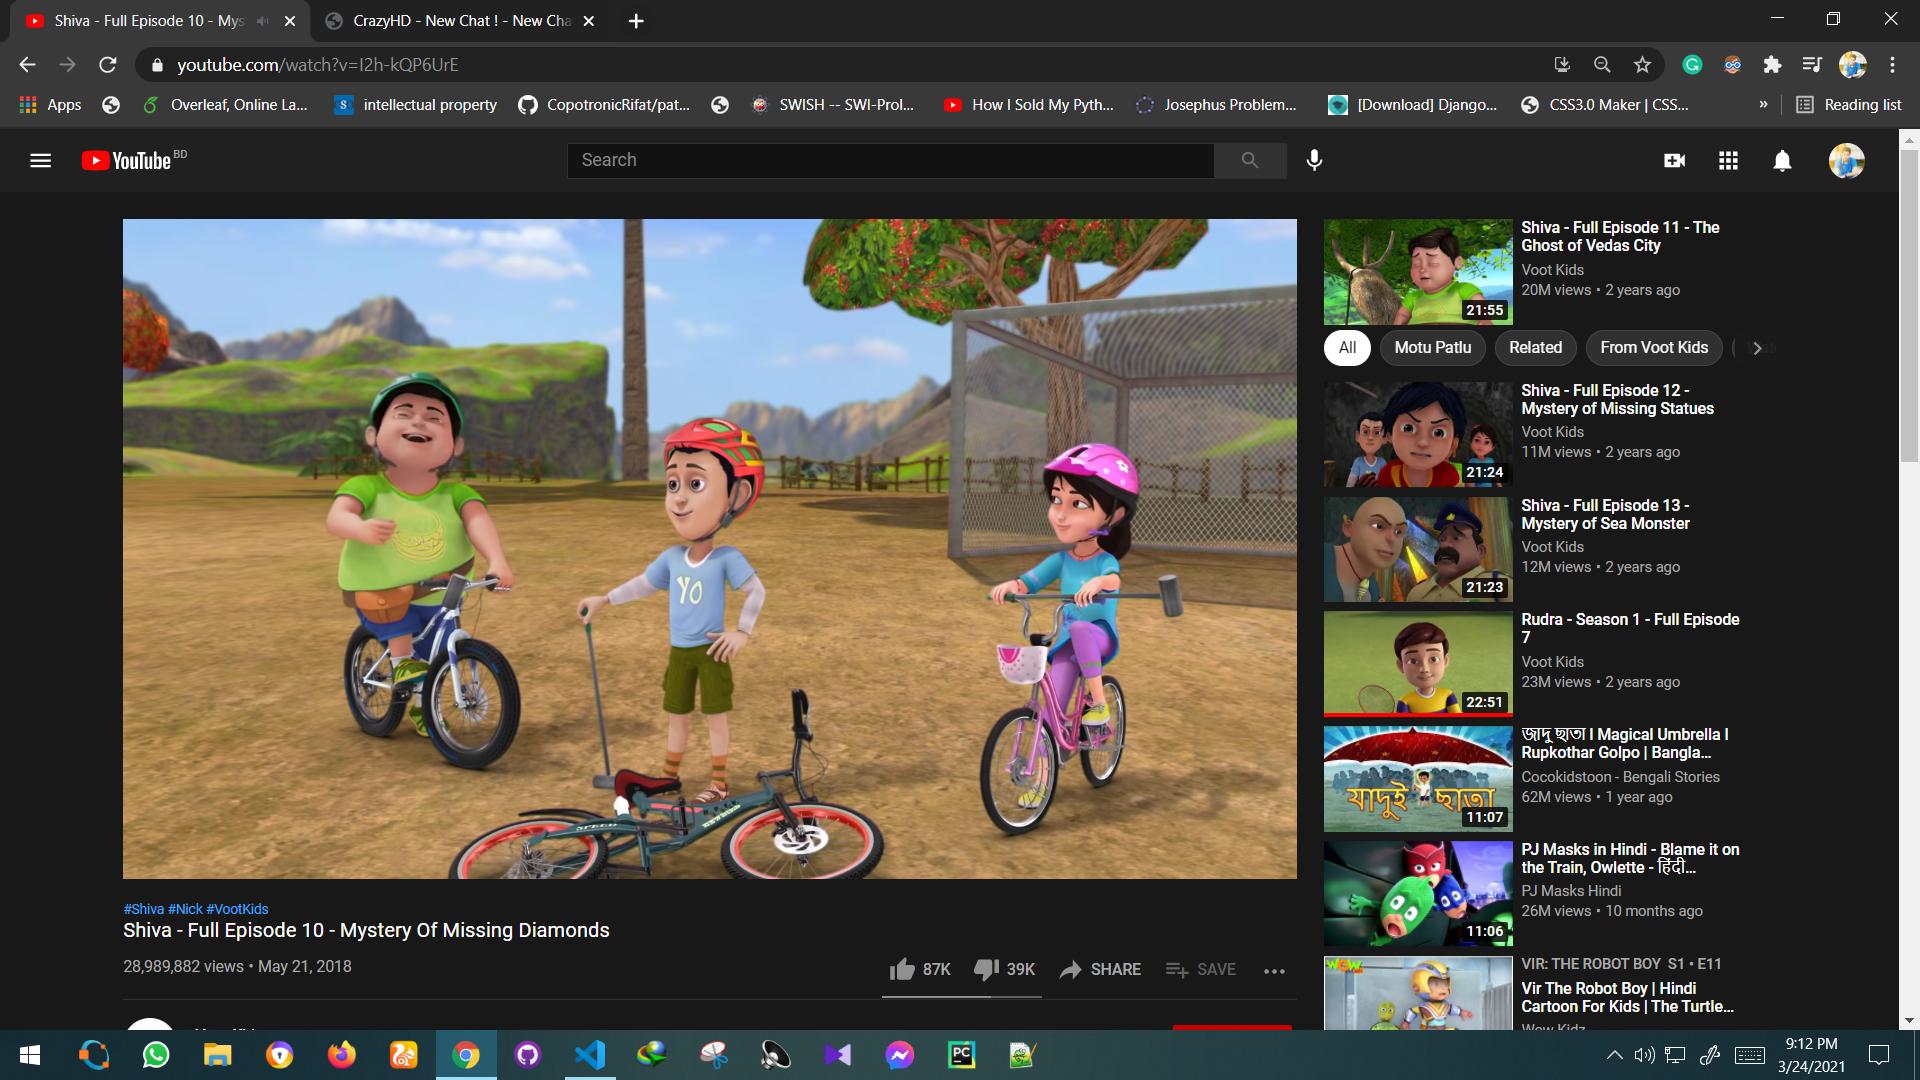 Shiva - Full Episode 10 - Mys
CrazyHD - New Chat ! - New Cha
youtube.com/watch?v=I2h-kQP6UrE
Apps
Overleaf, Online La...
intellectual property
CopotronicRifat/pat...
SWISH -- SWI-Prol...
How I Sold My Pyth...
Josephus Problem...
[Download] Django...
CSS3.0 Maker | CSS...
»
Reading list
YouTube BD
Search
YO
SPEED
Shiva - Full Episode 11 - The
Ghost of Vedas City
Voot Kids
20M views • 2 years ago
21:55
All
Motu Patlu
Related
From Voot Kids
Shiva - Full Episode 12 -
Mystery of Missing Statues
Voot Kids
11M views • 2 years ago
21:24
Shiva - Full Episode 13 -
Mystery of Sea Monster
Voot Kids
12M views • 2 years ago
21:23
Rudra - Season 1 - Full Episode
7
Voot Kids
23M views • 2 years ago
22:51
জাদু ছাতা l Magical Umbrella l
Rupkothar Golpo | Bangla...
Cocokidstoon - Bengali Stories
62M views • 1 year ago
যাদুই ছাতা
11:07
PJ Masks in Hindi - Blame it on
the Train, Owlette - हिंदी...
PJ Masks Hindi
26M views • 10 months ago
11:06
WOW
VIR: THE ROBOT BOY S1 • E11
Vir The Robot Boy | Hindi
Cartoon For Kids | The Turtle...
Wow Kidz
#Shiva #Nick #VootKids
Shiva - Full Episode 10 - Mystery Of Missing Diamonds
28,989,882 views • May 21, 2018
87K
39K
SHARE
SAVE
PC
9:12 PM
3/24/2021